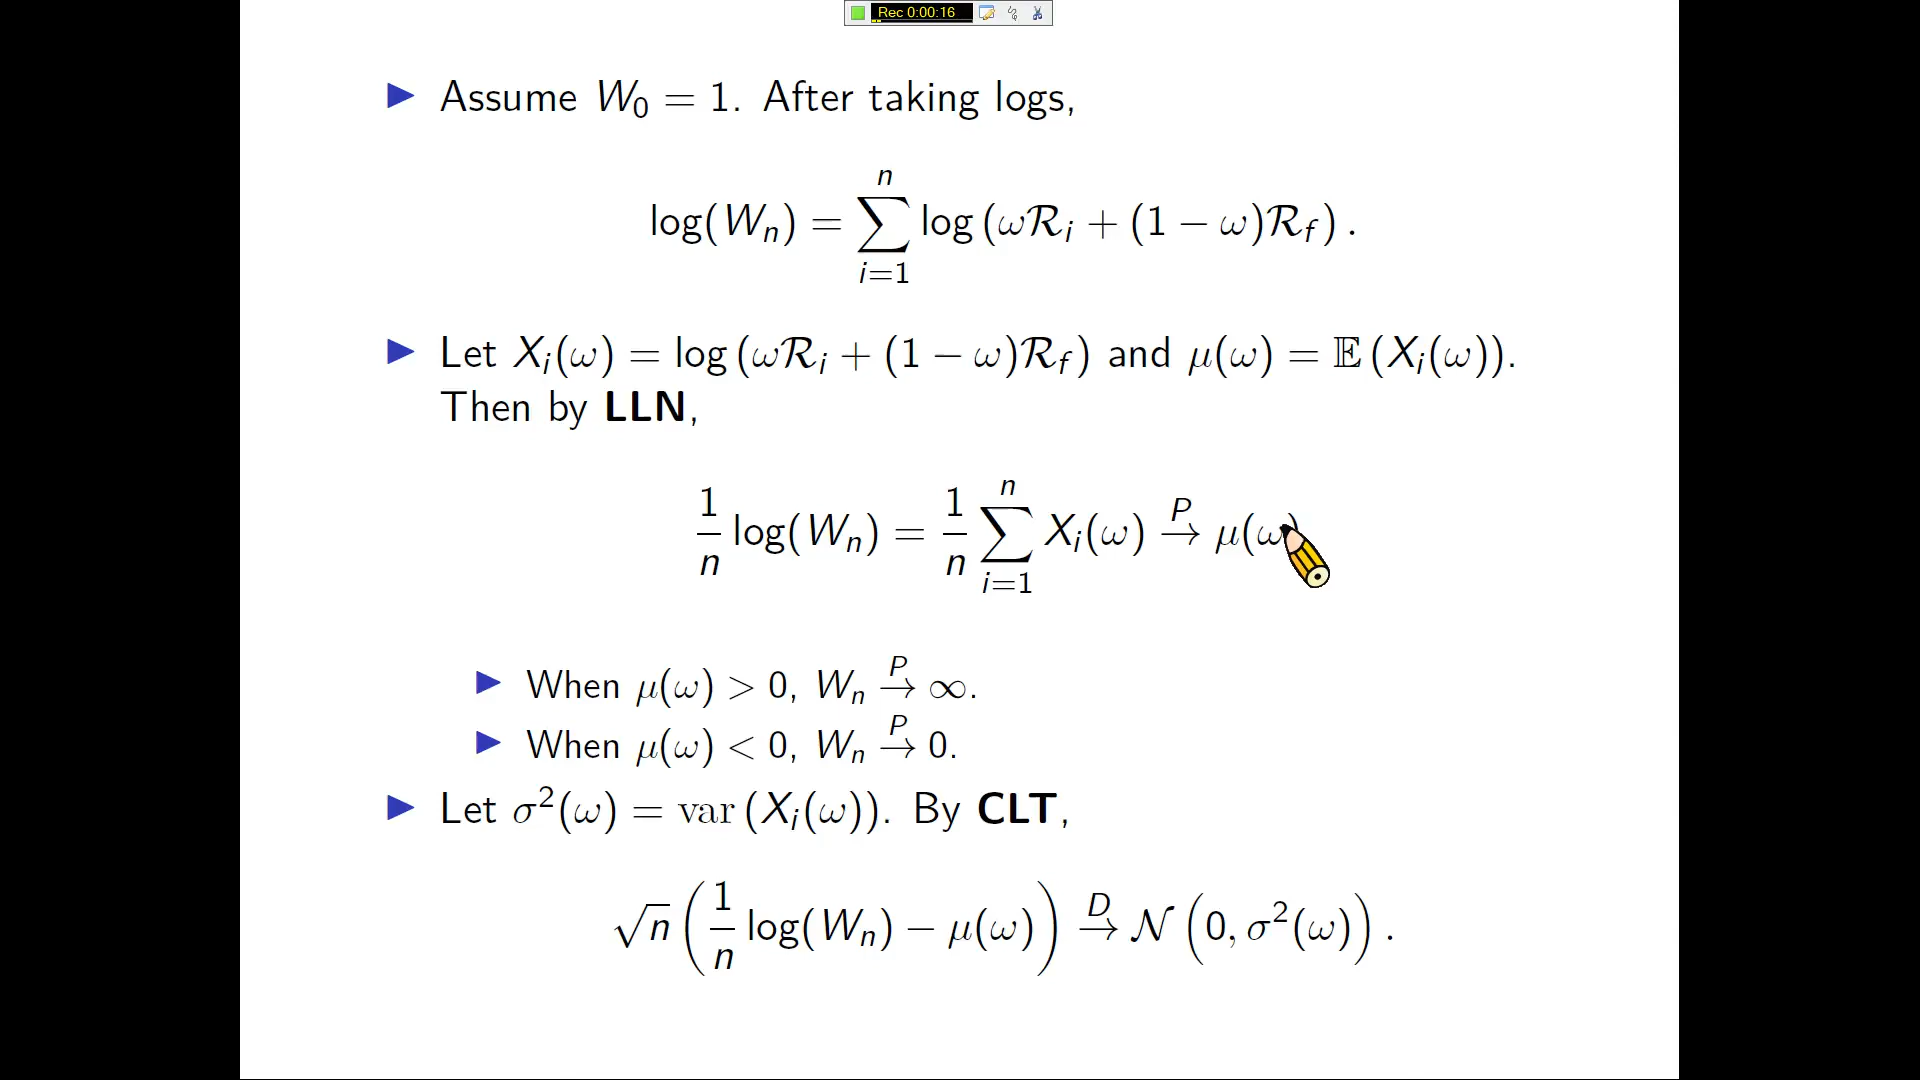 Rec 0:00:16
▶ Assume W₀ = 1. After taking logs,
log(Wₙ) = ∑ᵢ₌₁ⁿ log (ωℛᵢ + (1 − ω)ℛ_f) .
▶ Let Xᵢ(ω) = log (ωℛᵢ + (1 − ω)ℛ_f) and μ(ω) = 𝔼 (Xᵢ(ω)).
Then by LLN,
1/n log(Wₙ) = 1/n ∑ᵢ₌₁ⁿ Xᵢ(ω) →ᴾ μ(ω)
▶ When μ(ω) > 0, Wₙ →ᴾ ∞.
▶ When μ(ω) < 0, Wₙ →ᴾ 0.
▶ Let σ²(ω) = var (Xᵢ(ω)). By CLT,
√n (1/n log(Wₙ) − μ(ω)) →ᴰ 𝒩 (0, σ²(ω)) .